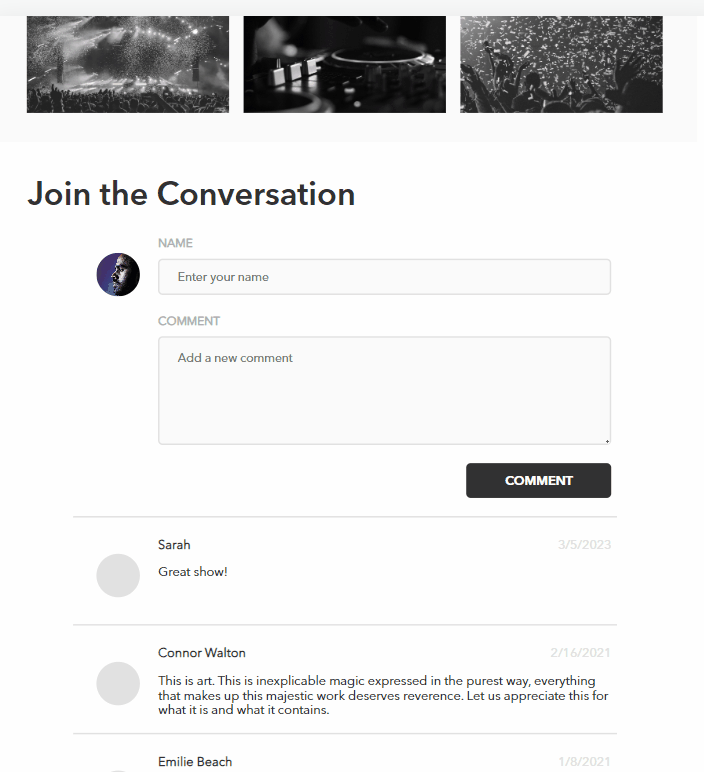 Join the Conversation
NAME
Enter your name
COMMENT
Add a new comment
COMMENT
Sarah
3/5/2023
Great show!
Connor Walton
2/16/2021
This is art. This is inexplicable magic expressed in the purest way, everything
that makes up this majestic work deserves reverence. Let us appreciate this for
what it is and what it contains.
Emilie Beach
1/8/2021